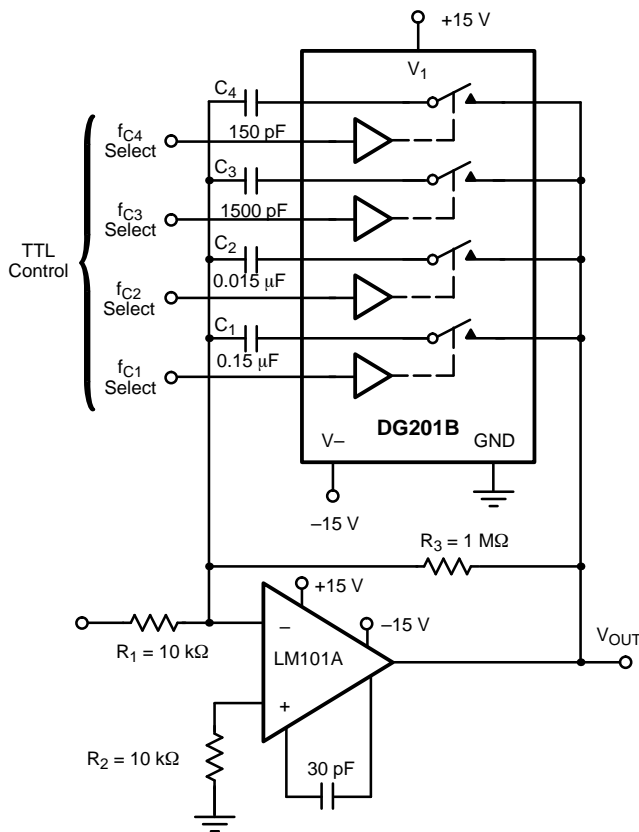 +15 V
V1
C4
150 pF
fC4
Select
C3
1500 pF
fC3
Select
TTL
Control
C2
0.015 μF
fC2
Select
C1
0.15 μF
fC1
Select
DG201B
V–
GND
–15 V
R3 = 1 MΩ
+15 V
–15 V
VOUT
R1 = 10 kΩ
–
LM101A
+
R2 = 10 kΩ
30 pF